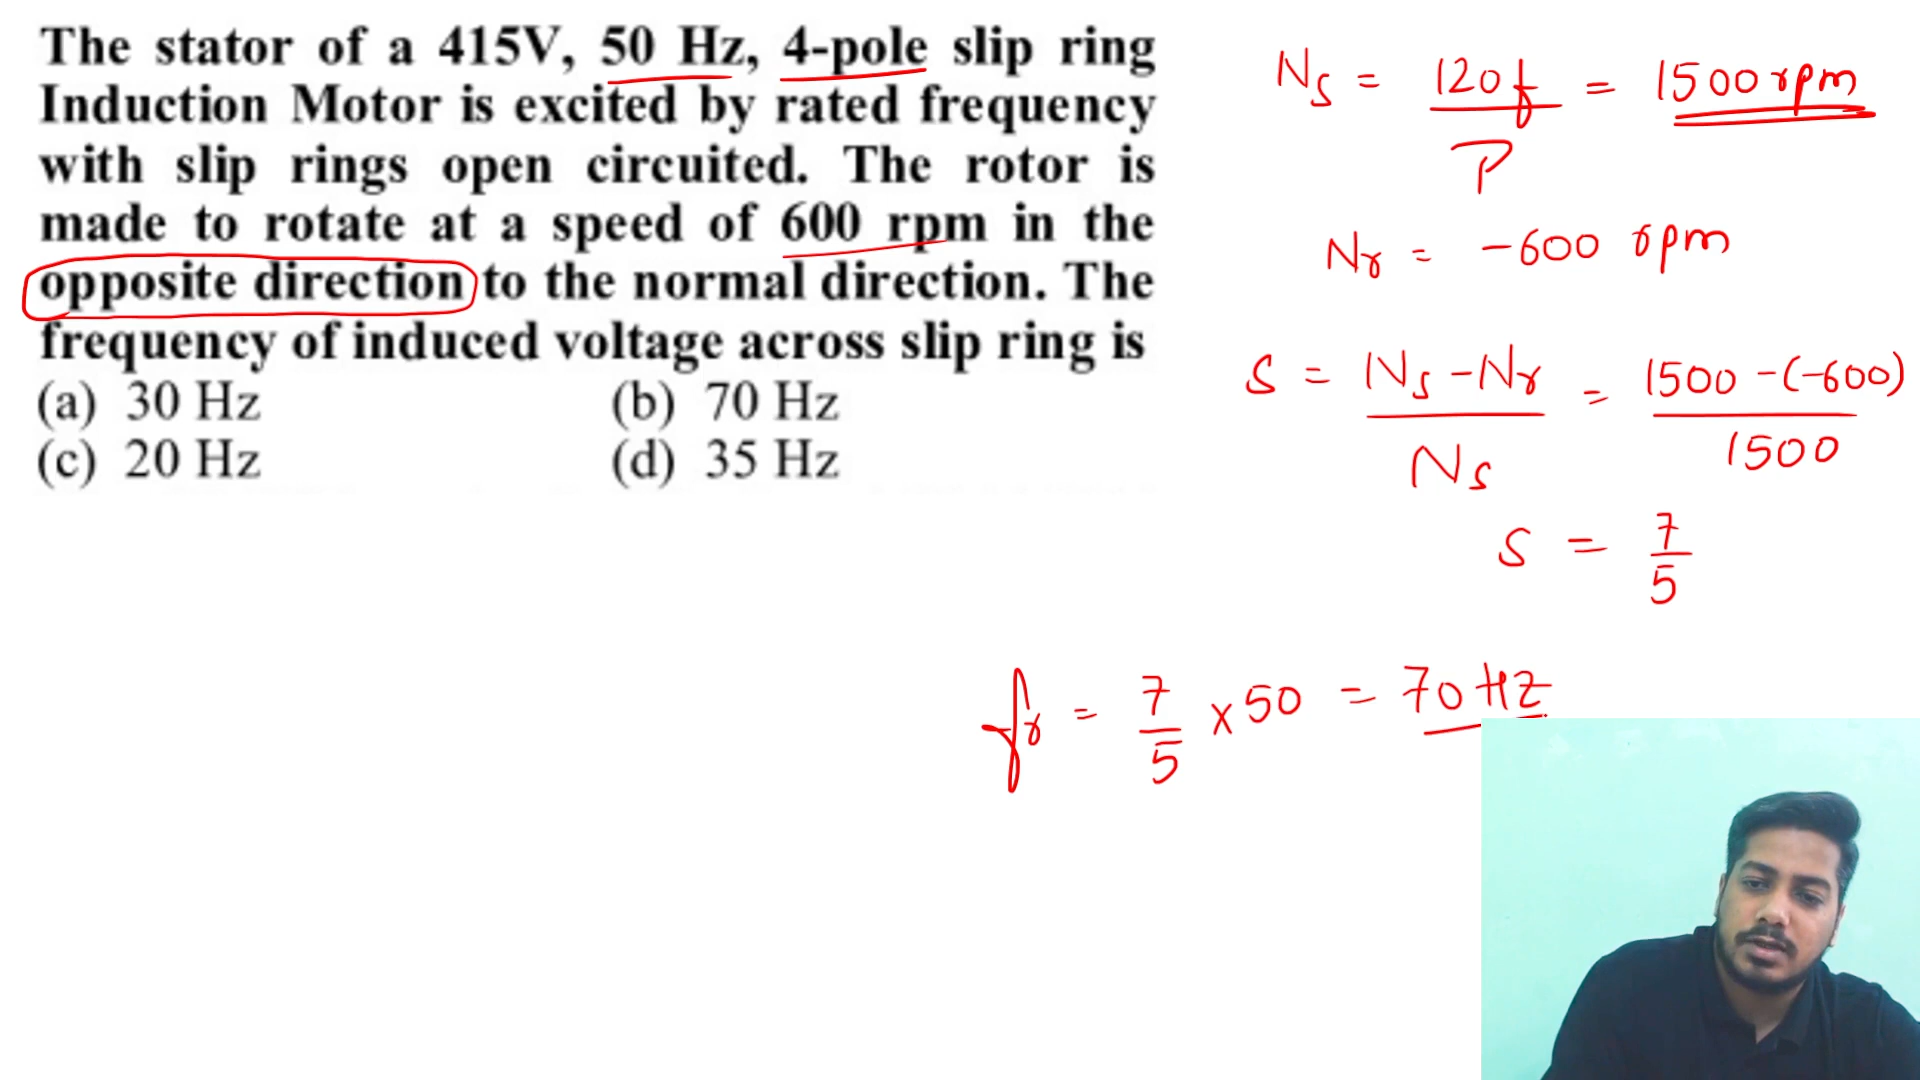 The stator of a 415V, 50 Hz, 4-pole slip ring
Induction Motor is excited by rated frequency
with slip rings open circuited. The rotor is
made to rotate at a speed of 600 rpm in the
opposite direction to the normal direction. The
frequency of induced voltage across slip ring is
(a) 30 Hz (b) 70 Hz
(c) 20 Hz (d) 35 Hz
Ns = 120f / P = 1500 rpm
Nr = -600 rpm
S = Ns - Nr / Ns = 1500 - (-600) / 1500
S = 7/5
fr = 7/5 x 50 = 70 Hz